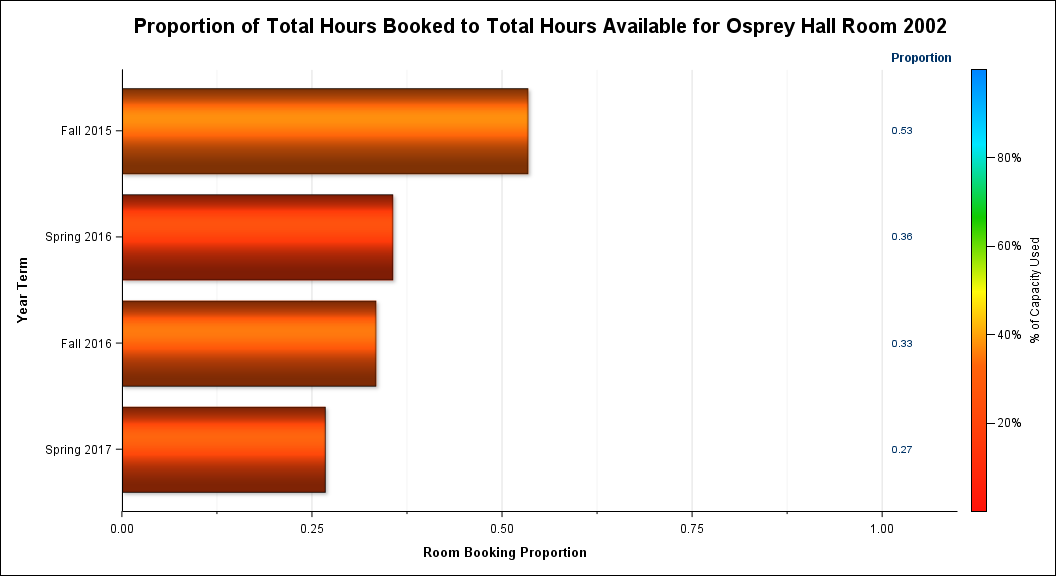 Proportion of Total Hours Booked to Total Hours Available for Osprey Hall Room 2002
Proportion
Fall 2015
0.53
80%
Spring 2016
0.36
60%
Year Term
% of Capacity Used
Fall 2016
0.33
40%
20%
Spring 2017
0.27
0.00
0.25
0.50
0.75
1.00
Room Booking Proportion